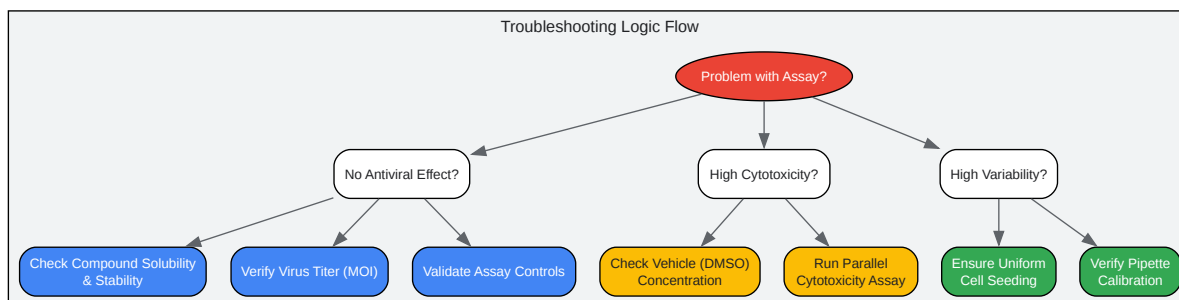 Troubleshooting Logic Flow
Problem with Assay?
No Antiviral Effect?
High Cytotoxicity?
High Variability?
Check Compound Solubility
& Stability
Verify Virus Titer (MOI)
Validate Assay Controls
Check Vehicle (DMSO)
Concentration
Run Parallel
Cytotoxicity Assay
Ensure Uniform
Cell Seeding
Verify Pipette
Calibration